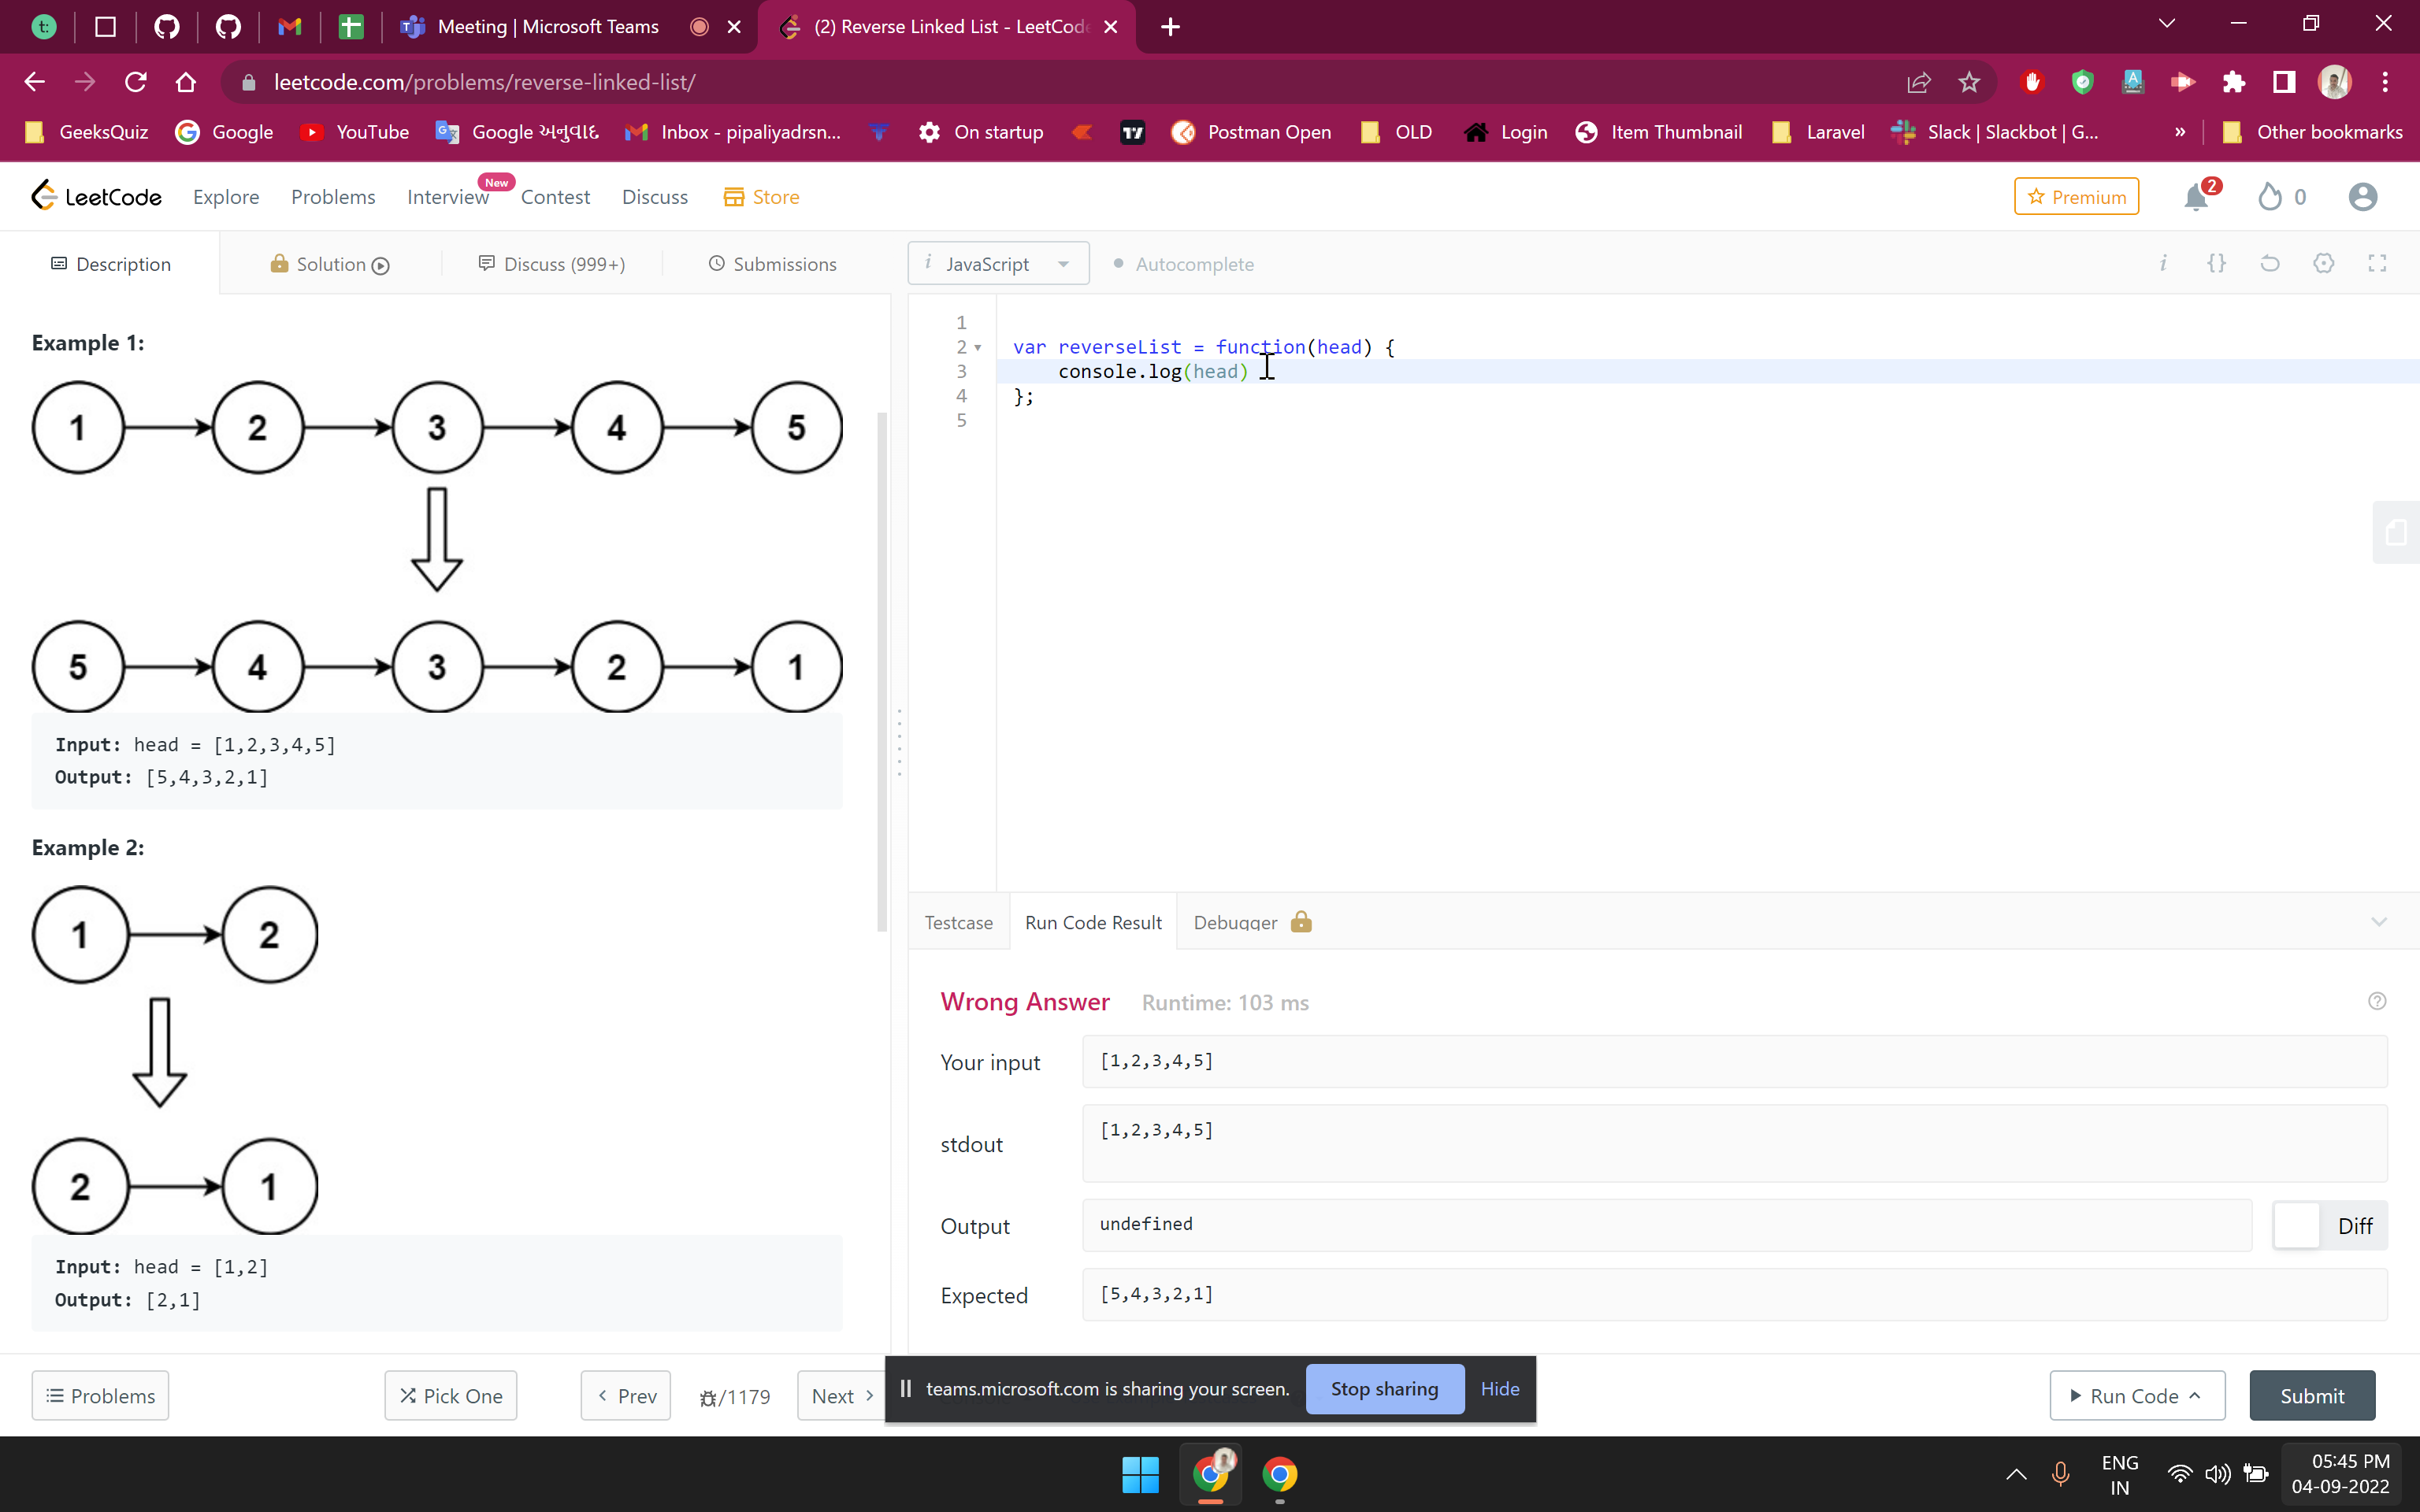 t: Meeting | Microsoft Teams (2) Reverse Linked List - LeetCode
leetcode.com/problems/reverse-linked-list/
GeeksQuiz Google YouTube Google અનુવાદ Inbox - pipaliyadrsn... On startup Postman Open OLD Login Item Thumbnail Laravel Slack | Slackbot | G... » Other bookmarks
LeetCode Explore Problems Interview New Contest Discuss Store Premium 2 0
Description Solution Discuss (999+) Submissions i JavaScript Autocomplete i {}
Example 1:
1 2 3 4 5
5 4 3 2 1
Input: head = [1,2,3,4,5]
Output: [5,4,3,2,1]
Example 2:
1 2
2 1
Input: head = [1,2]
Output: [2,1]
1
2 var reverseList = function(head) {
3 console.log(head)
4 };
5
Testcase Run Code Result Debugger
Wrong Answer Runtime: 103 ms
Your input [1,2,3,4,5]
stdout [1,2,3,4,5]
Output undefined Diff
Expected [5,4,3,2,1]
Problems Pick One Prev /1179 Next teams.microsoft.com is sharing your screen. Stop sharing Hide Run Code Submit
ENG 05:45 PM
IN 04-09-2022